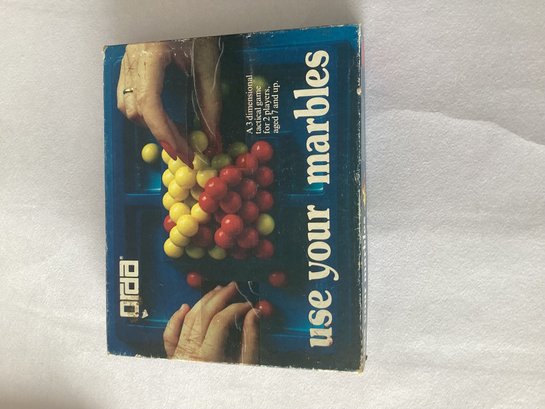 orda®
A 3 dimensional
tactical game
for 2 players,
aged 7 and up.
use your marbles